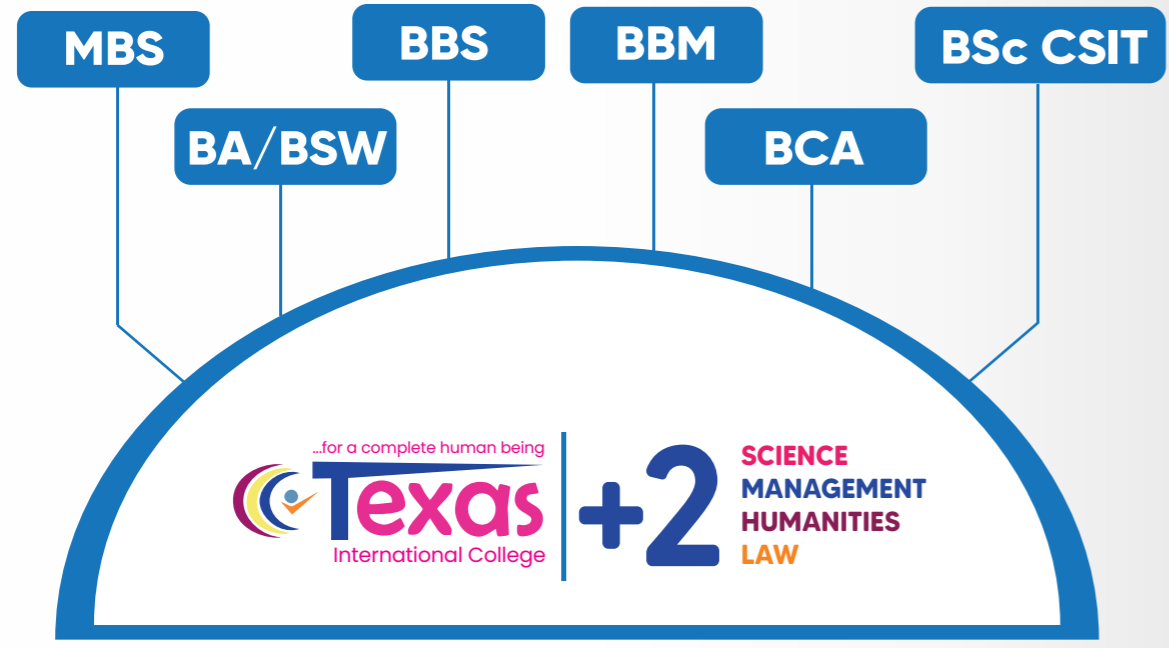 MBS
BBS
BBM
BSc CSIT
BA/BSW
BCA
...for a complete human being
Texas
International College
+2
SCIENCE
MANAGEMENT
HUMANITIES
LAW